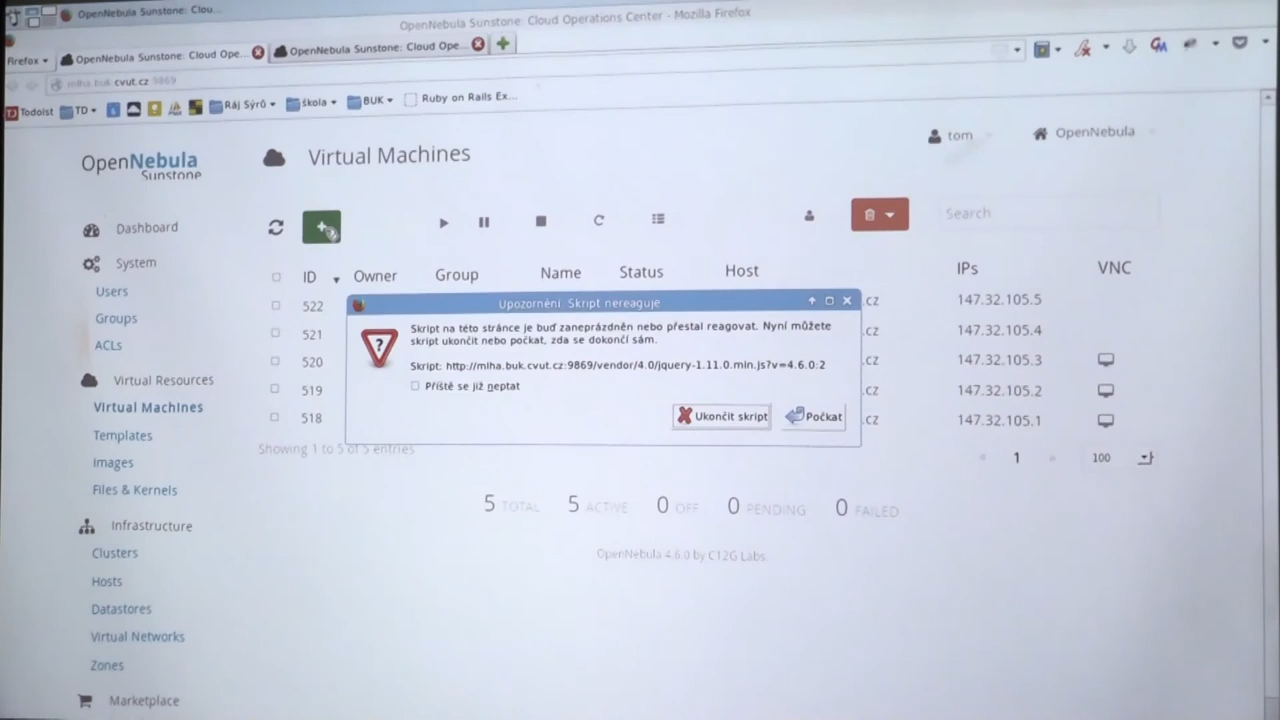 OpenNebula Sunstone: Clou...
OpenNebula Sunstone: Cloud Operations Center - Mozilla Firefox
Firefox
OpenNebula Sunstone: Cloud Ope...
OpenNebula Sunstone: Cloud Ope...
mlha.buk.cvut.cz:9869
Todoist
TD
Ráj Sýrů
škola
BUK
Ruby on Rails Ex...
OpenNebula
Sunstone
Virtual Machines
tom
OpenNebula
Dashboard
System
Users
Groups
ACLs
Virtual Resources
Virtual Machines
Templates
Images
Files & Kernels
Infrastructure
Clusters
Hosts
Datastores
Virtual Networks
Zones
Marketplace
Search
ID Owner Group Name Status Host IPs VNC
522 .cz 147.32.105.5
521 .cz 147.32.105.4
520 .cz 147.32.105.3
519 .cz 147.32.105.2
518 .cz 147.32.105.1
Upozornění: Skript nereaguje
Skript na této stránce je buď zaneprázdněn nebo přestal reagovat. Nyní můžete
skript ukončit nebo počkat, zda se dokončí sám.
Skript: http://mlha.buk.cvut.cz:9869/vendor/4.0/jquery-1.11.0.min.js?v=4.6.0:2
Příště se již neptat
Ukončit skript
Počkat
Showing 1 to 5 of 5 entries
« 1 » 100
5 TOTAL 5 ACTIVE 0 OFF 0 PENDING 0 FAILED
OpenNebula 4.6.0 by C12G Labs.